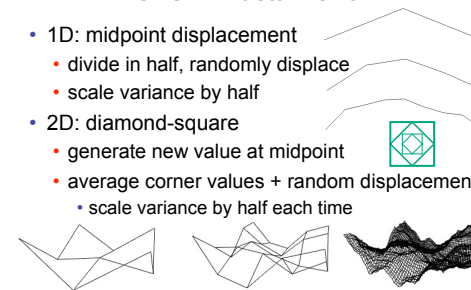 • 1D: midpoint displacement
• divide in half, randomly displace
• scale variance by half
• 2D: diamond-square
• generate new value at midpoint
• average corner values + random displacemen
• scale variance by half each time